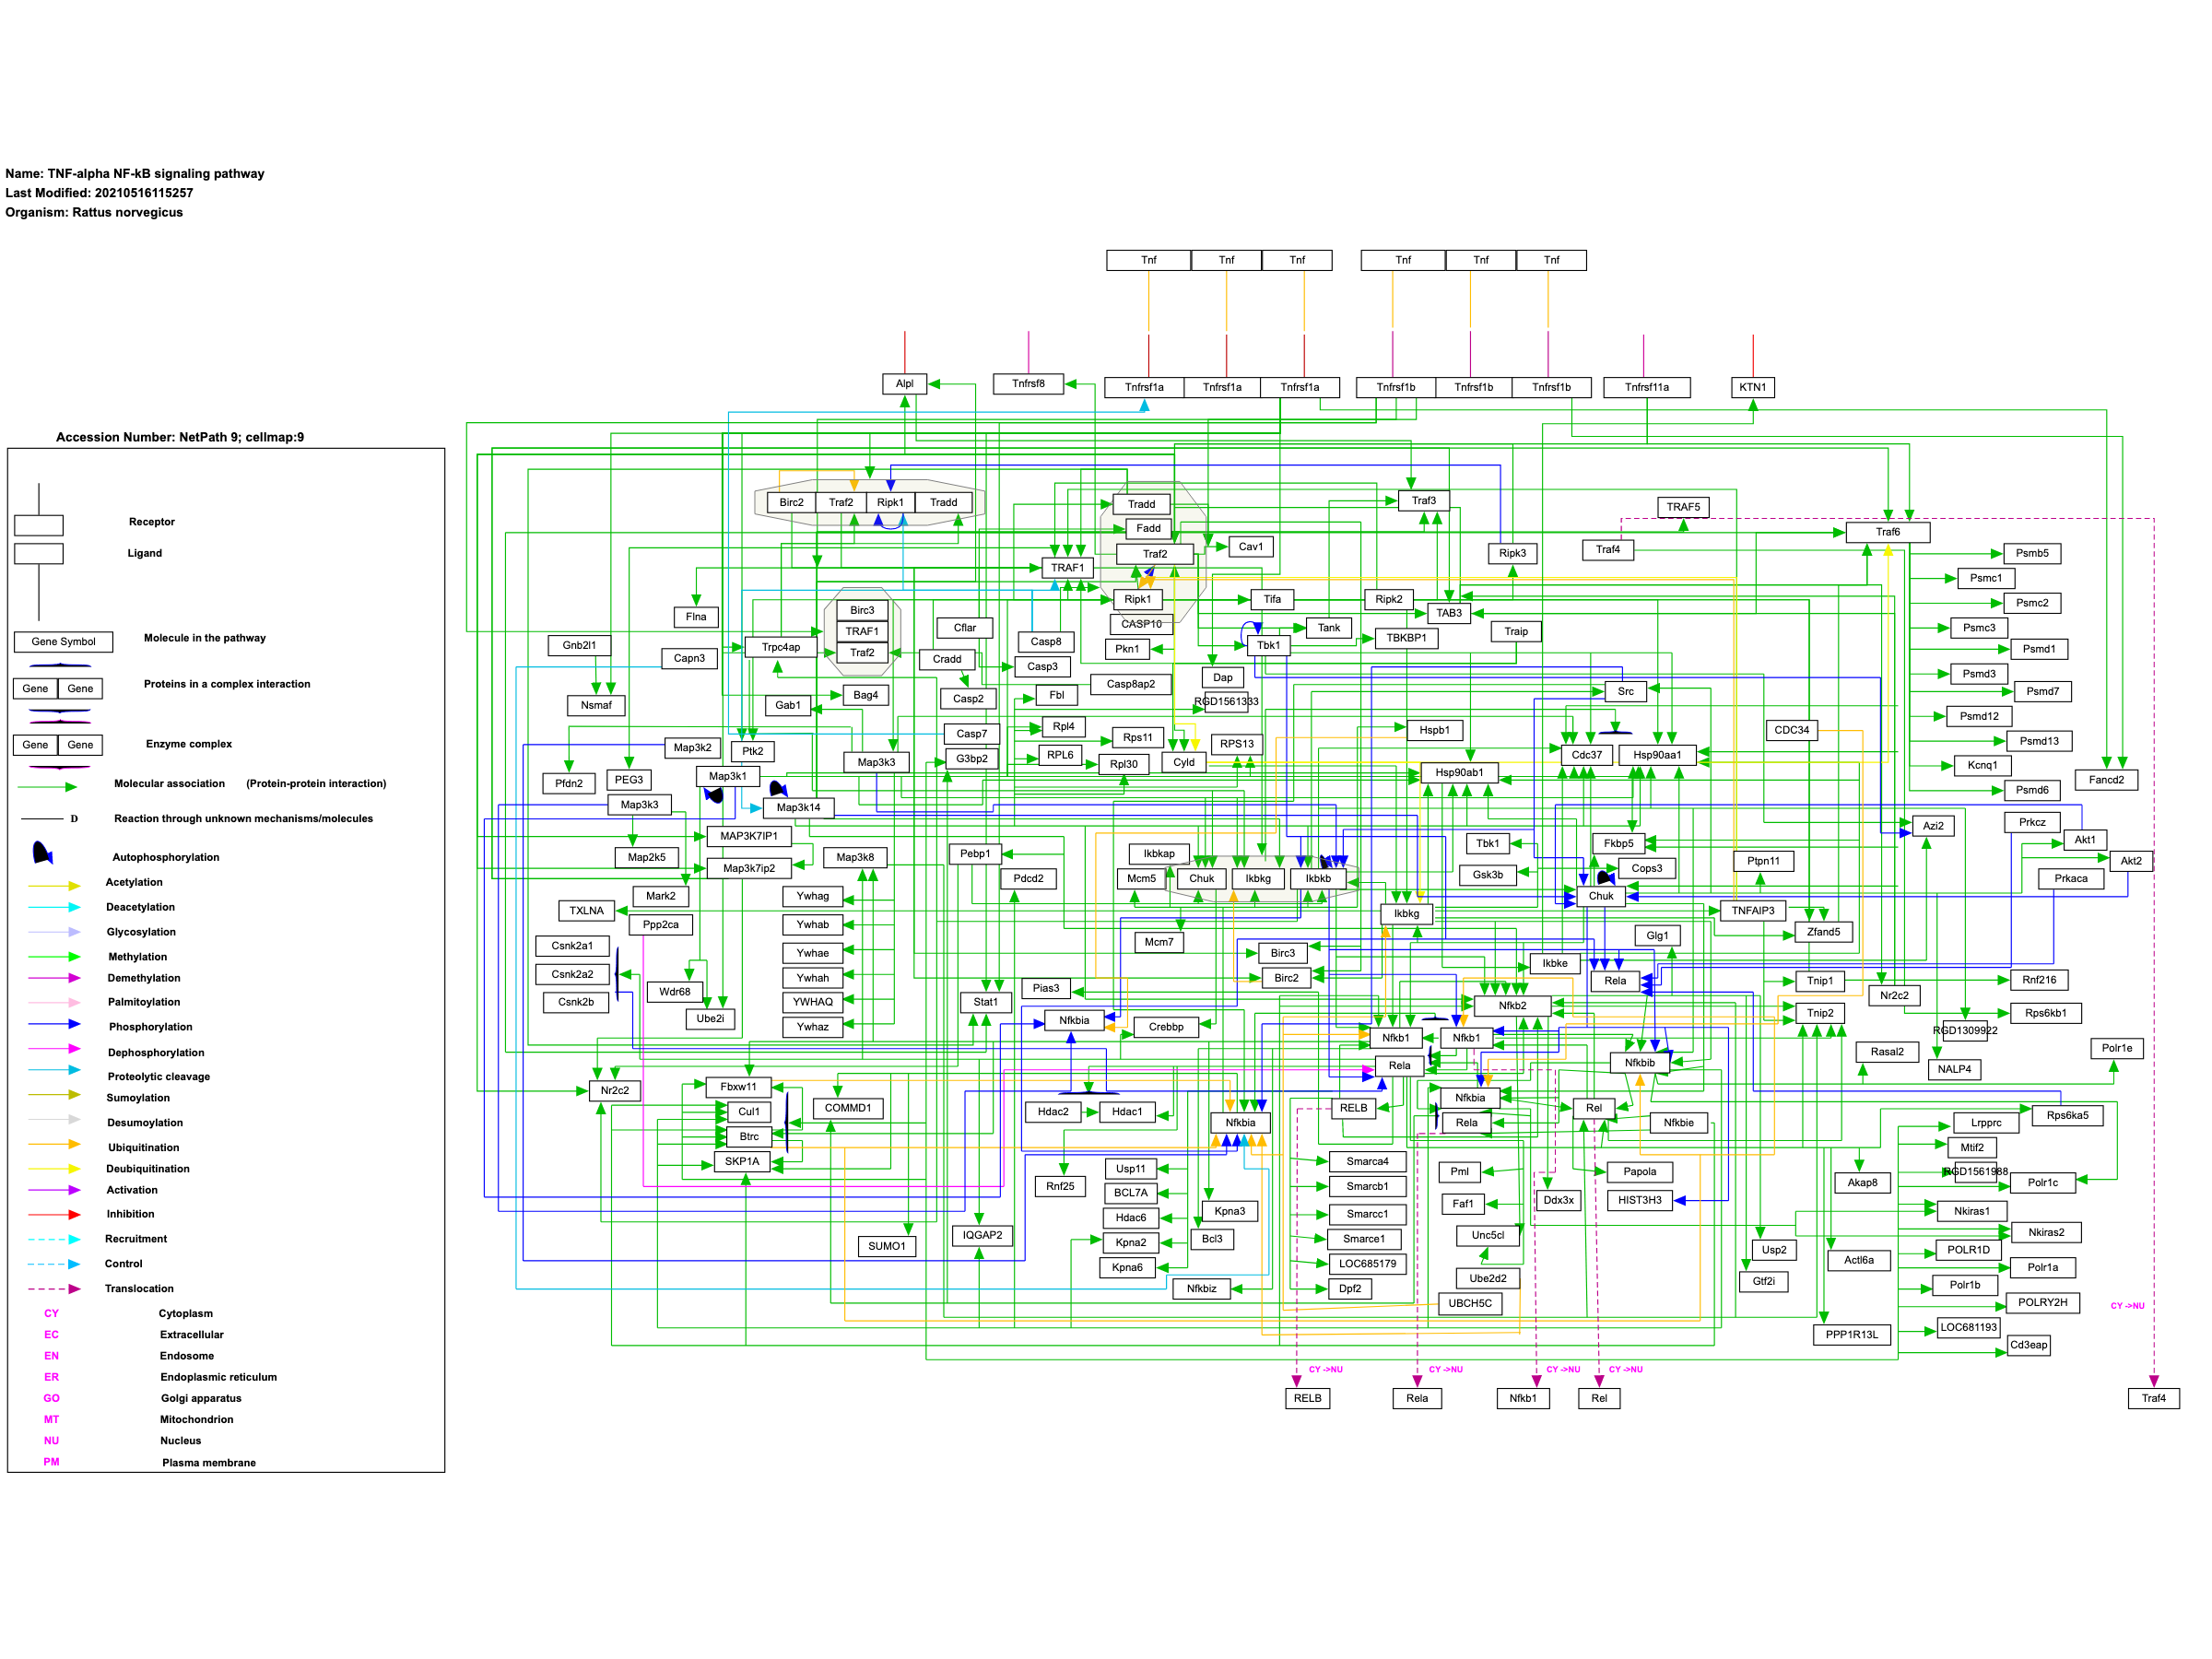 Name: TNF-alpha NF-kB signaling pathway
Last Modified: 20210516115257
Organism: Rattus norvegicus
Tnf Tnf Tnf Tnf Tnf Tnf
Alpl Tnfrsf8 Tnfrsf1a Tnfrsf1a Tnfrsf1a Tnfrsf1b Tnfrsf1b Tnfrsf1b Tnfrsf11a KTN1
Accession Number: NetPath 9; cellmap:9
Receptor
Ligand
Gene Symbol Molecule in the pathway
Gene Gene Proteins in a complex interaction
Gene Gene Enzyme complex
Molecular association (Protein-protein interaction)
D Reaction through unknown mechanisms/molecules
Autophosphorylation
Acetylation
Deacetylation
Glycosylation
Methylation
Demethylation
Palmitoylation
Phosphorylation
Dephosphorylation
Proteolytic cleavage
Sumoylation
Desumoylation
Ubiquitination
Deubiquitination
Activation
Inhibition
Recruitment
Control
Translocation
CY Cytoplasm
EC Extracellular
EN Endosome
ER Endoplasmic reticulum
GO Golgi apparatus
MT Mitochondrion
NU Nucleus
PM Plasma membrane
Birc2 Traf2 Ripk1 Tradd Tradd Traf3 TRAF5
Fadd Traf6
Traf2 Cav1 Ripk3 Traf4 Psmb5
TRAF1 Psmc1
Birc3 Ripk1 Tifa Ripk2 Psmc2
Flna TAB3
TRAF1 Cflar CASP10 Tank Traip Psmc3
Gnb2l1 Trpc4ap Casp8 Pkn1 Tbk1 TBKBP1 Psmd1
Capn3 Traf2 Cradd Casp3
Dap Psmd3
Nsmaf Gab1 Bag4 Casp2 Fbl Casp8ap2 RGD1561333 Src Psmd7
Psmd12
Map3k2 Ptk2 Casp7 Rpl4 Rps11 RPS13 Hspb1 CDC34 Psmd13
Map3k3 G3bp2 RPL6 Rpl30 Cyld Cdc37 Hsp90aa1 Kcnq1
Pfdn2 PEG3 Map3k1 Hsp90ab1 Fancd2
Psmd6
Map3k3 Map3k14
MAP3K7IP1 Azi2 Prkcz
Map2k5 Map3k7ip2 Map3k8 Pebp1 Ikbkap Tbk1 Fkbp5 Ptpn11 Akt1
Akt2
Mark2 Ywhag Pdcd2 Mcm5 Chuk Ikbkg Ikbkb Gsk3b Cops3 Prkaca
Chuk
TXLNA Ikbkg TNFAIP3
Ppp2ca Ywhab
Csnk2a1 Mcm7 Glg1 Zfand5
Ywhae Birc3 Ikbke
Csnk2a2 Ywhah Birc2 Rela Tnip1 Rnf216
Wdr68 Pias3 Nr2c2
Csnk2b YWHAQ Stat1 Nfkb2
Ube2i Ywhaz Nfkbia Crebbp Tnip2 Rps6kb1
RGD1309922
Nfkb1 Nfkb1
Rela Nfkbib Rasal2 Polr1e
NALP4
Nr2c2 Fbxw11
Cul1 COMMD1 Hdac2 Hdac1 RELB Nfkbia Rel
Nfkbia Rela Nfkbie Rps6ka5
Btrc Lrpprc
SKP1A Mtif2
Usp11 Smarca4 Pml Papola RGD1561988
Rnf25 BCL7A Smarcb1 Ddx3x HIST3H3 Akap8 Polr1c
Hdac6 Kpna3 Smarcc1 Faf1 Nkiras1
SUMO1 IQGAP2 Kpna2 Bcl3 Smarce1 Unc5cl Usp2 Nkiras2
Kpna6 LOC685179 Actl6a POLR1D
Polr1a
Nfkbiz Dpf2 Ube2d2 Gtf2i Polr1b
UBCH5C POLRY2H CY ->NU
PPP1R13L LOC681193
Cd3eap
CY ->NU CY ->NU CY ->NU CY ->NU
RELB Rela Nfkb1 Rel Traf4